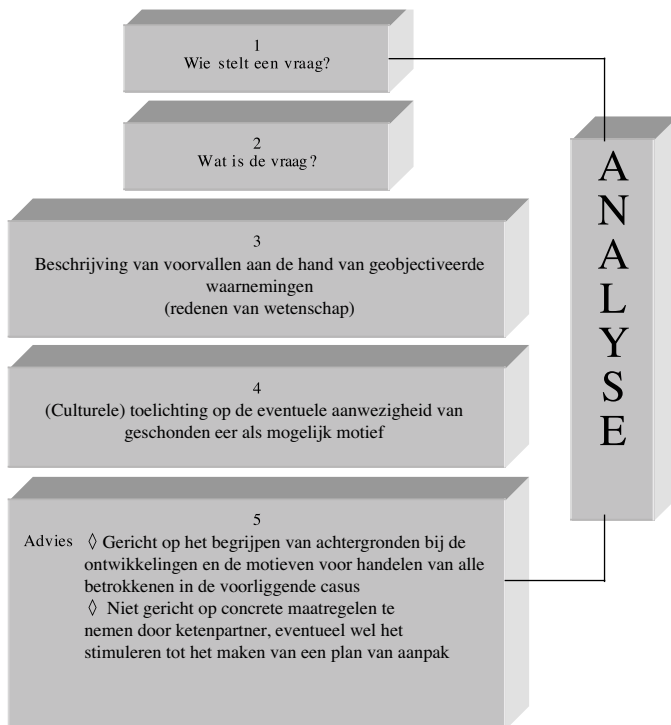 1
Wie stelt een vraag?
2
Wat is de vraag?
3
Beschrijving van voorvallen aan de hand van geobjectiveerde
waarnemingen
(redenen van wetenschap)
4
(Culturele) toelichting op de eventuele aanwezigheid van
geschonden eer als mogelijk motief
5
Advies ◊ Gericht op het begrijpen van achtergronden bij de
ontwikkelingen en de motieven voor handelen van alle
betrokkenen in de voorliggende casus
◊ Niet gericht op concrete maatregelen te
nemen door ketenpartner, eventueel wel het
stimuleren tot het maken van een plan van aanpak
A
N
A
L
Y
S
E